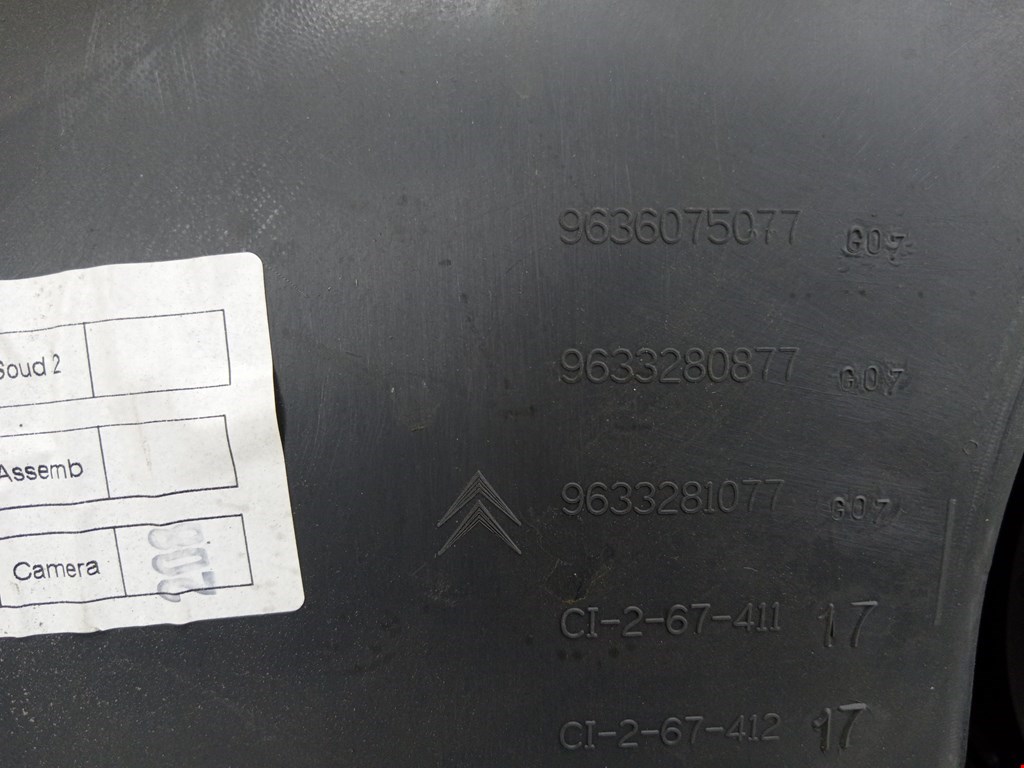 9636075077 G07
9633280877 G07
9633281077 G07
CI-2-67-411 17
CI-2-67-412 17
Soud 2
Assemb
Camera